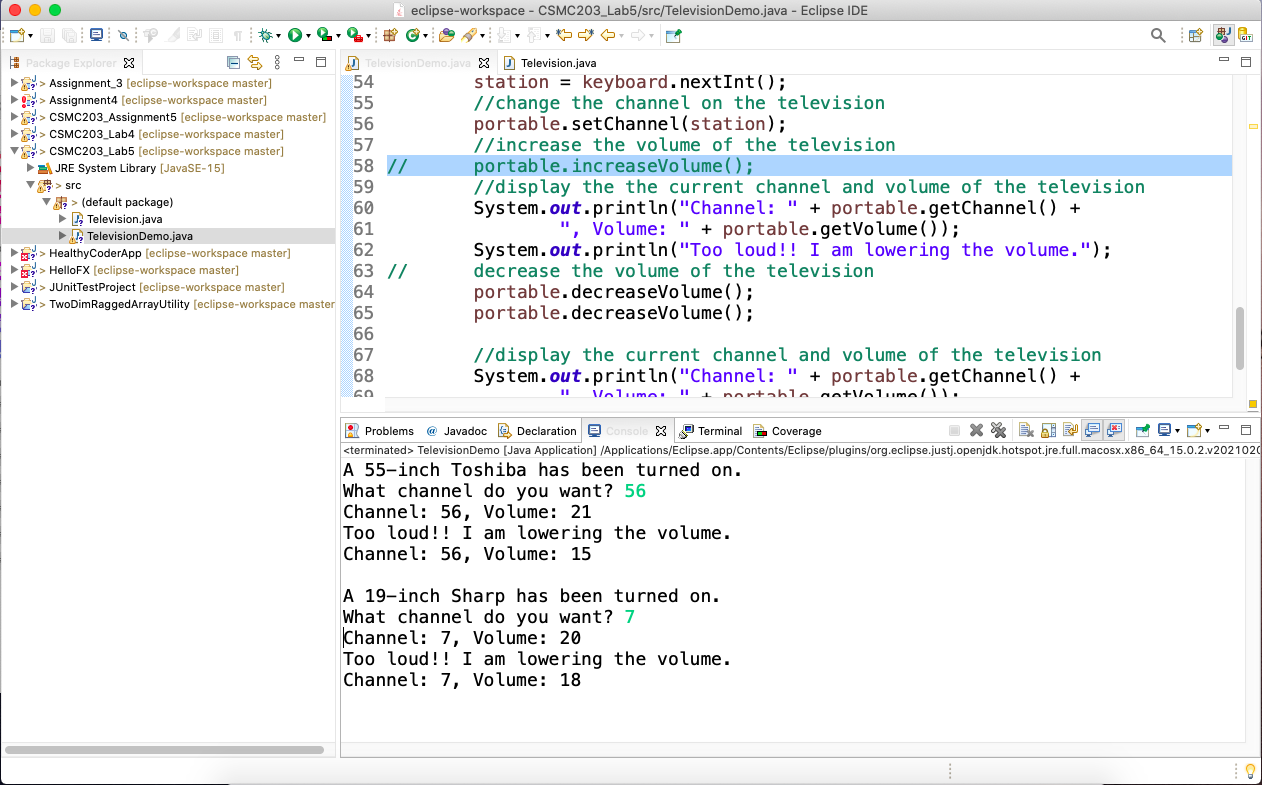 eclipse-workspace - CSMC203_Lab5/src/TelevisionDemo.java - Eclipse IDE
Package Explorer
> Assignment_3 [eclipse-workspace master]
> Assignment4 [eclipse-workspace master]
> CSMC203_Assignment5 [eclipse-workspace master]
> CSMC203_Lab4 [eclipse-workspace master]
> CSMC203_Lab5 [eclipse-workspace master]
JRE System Library [JavaSE-15]
> src
> (default package)
Television.java
TelevisionDemo.java
> HealthyCoderApp [eclipse-workspace master]
> HelloFX [eclipse-workspace master]
> JUnitTestProject [eclipse-workspace master]
> TwoDimRaggedArrayUtility [eclipse-workspace master
TelevisionDemo.java Television.java
54 station = keyboard.nextInt();
55 //change the channel on the television
56 portable.setChannel(station);
57 //increase the volume of the television
58 // portable.increaseVolume();
59 //display the the current channel and volume of the television
60 System.out.println("Channel: " + portable.getChannel() +
61 ", Volume: " + portable.getVolume());
62 System.out.println("Too loud!! I am lowering the volume.");
63 // decrease the volume of the television
64 portable.decreaseVolume();
65 portable.decreaseVolume();
66
67 //display the current channel and volume of the television
68 System.out.println("Channel: " + portable.getChannel() +
69 ", Volume: " + portable.getVolume());
Problems @ Javadoc Declaration Console Terminal Coverage
<terminated> TelevisionDemo [Java Application] /Applications/Eclipse.app/Contents/Eclipse/plugins/org.eclipse.justj.openjdk.hotspot.jre.full.macosx.x86_64_15.0.2.v2021020
A 55-inch Toshiba has been turned on.
What channel do you want? 56
Channel: 56, Volume: 21
Too loud!! I am lowering the volume.
Channel: 56, Volume: 15
A 19-inch Sharp has been turned on.
What channel do you want? 7
Channel: 7, Volume: 20
Too loud!! I am lowering the volume.
Channel: 7, Volume: 18